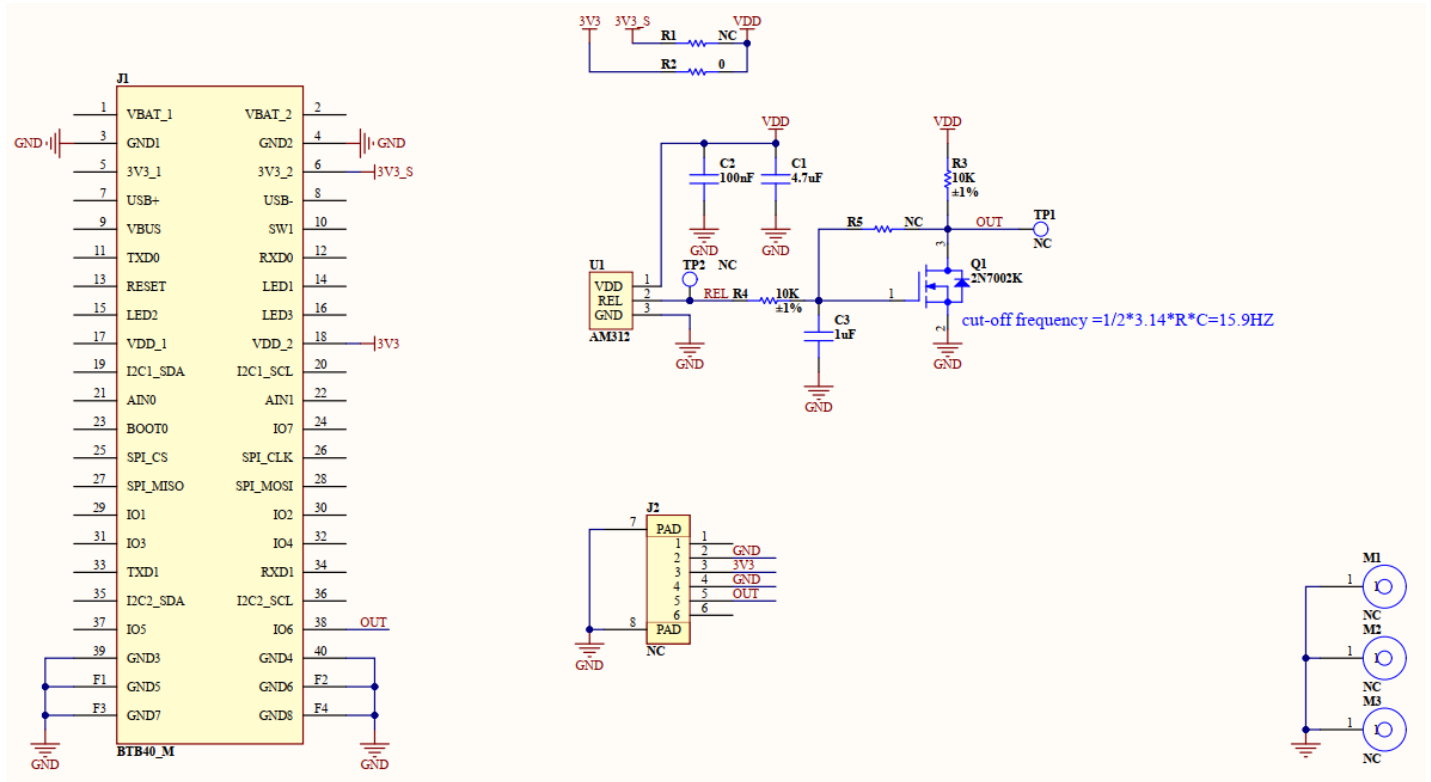 3V3 3V3_S VDD
R1 NC
R2 0
J1
1 VBAT_1 VBAT_2 2
GND 3 GND1 GND2 4 GND
5 3V3_1 3V3_2 6 3V3_S
7 USB+ USB- 8
9 VBUS SW1 10
11 TXD0 RXD0 12
13 RESET LED1 14
15 LED2 LED3 16
17 VDD_1 VDD_2 18 3V3
19 I2C1_SDA I2C1_SCL 20
21 AIN0 AIN1 22
23 BOOT0 IO7 24
25 SPI_CS SPI_CLK 26
27 SPI_MISO SPI_MOSI 28
29 IO1 IO2 30
31 IO3 IO4 32
33 TXD1 RXD1 34
35 I2C2_SDA I2C2_SCL 36
37 IO5 IO6 38 OUT
39 GND3 GND4 40
F1 GND5 GND6 F2
F3 GND7 GND8 F4
GND BTB40_M GND
VDD VDD
C2 C1
100nF 4.7uF
GND GND
R3
10K
±1%
R5 NC OUT TP1
NC
3
U1 TP2 NC
VDD 1
REL 2 REL R4 10K
±1%
GND 3
AM312
GND
C3
1uF
GND
1
Q1
2N7002K
2
GND
cut-off frequency =1/2*3.14*R*C=15.9HZ
J2
7 PAD
1 1
2 2 GND
3 3 3V3
4 4 GND
5 5 OUT
6 6
8 PAD
GND NC
M1
1 1
NC
M2
1 1
NC
M3
1 1
NC